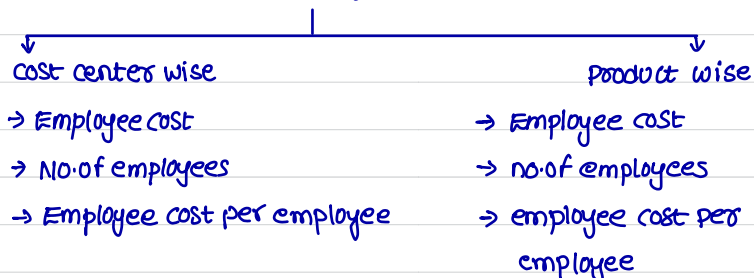 Cost center wise
→ Employee cost
→ No.of employees
→ Employee cost per employee
Product wise
→ Employee cost
→ no.of employees
→ employee cost per
employee